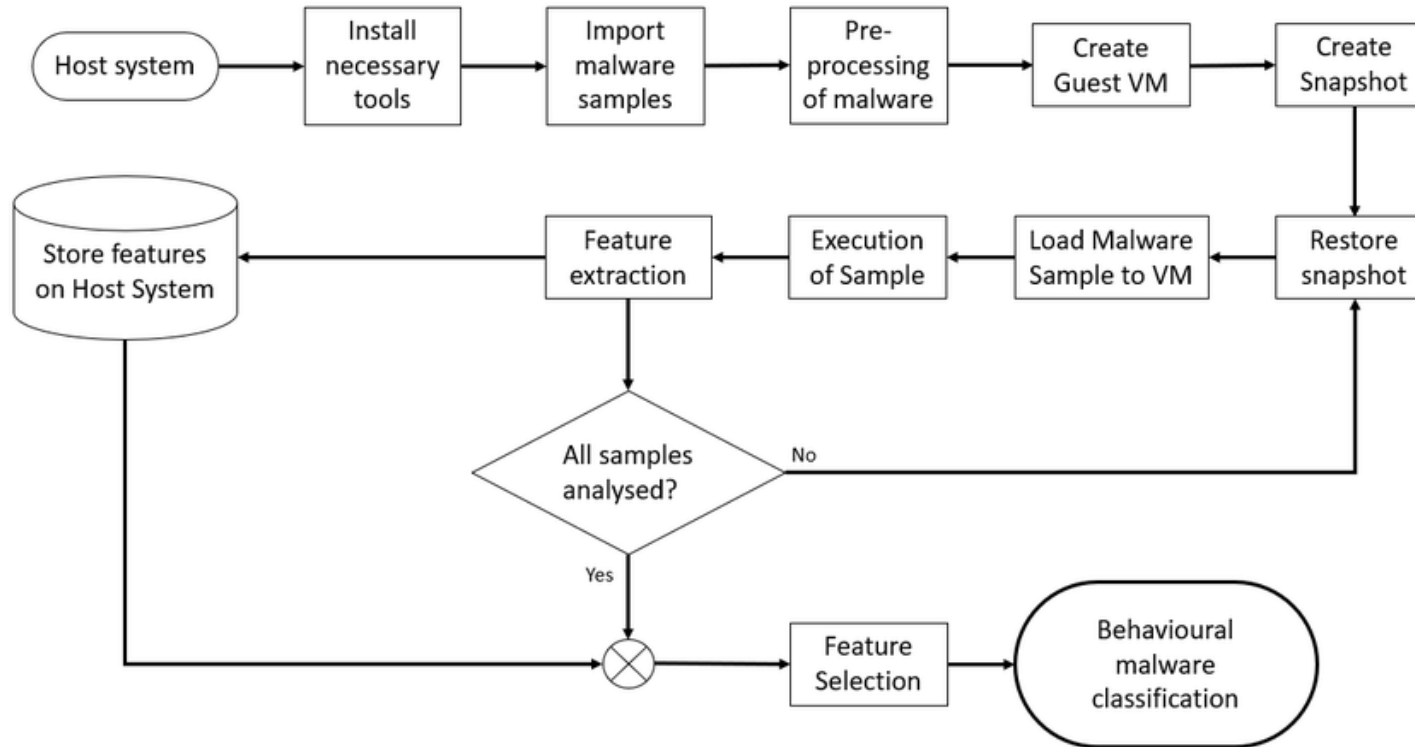 Host system
Install
necessary
tools
Import
malware
samples
Pre-
processing
of malware
Create
Guest VM
Create
Snapshot
Store features
on Host System
Feature
extraction
Execution
of Sample
Load Malware
Sample to VM
Restore
snapshot
All samples
analysed?
No
Yes
Feature
Selection
Behavioural
malware
classification